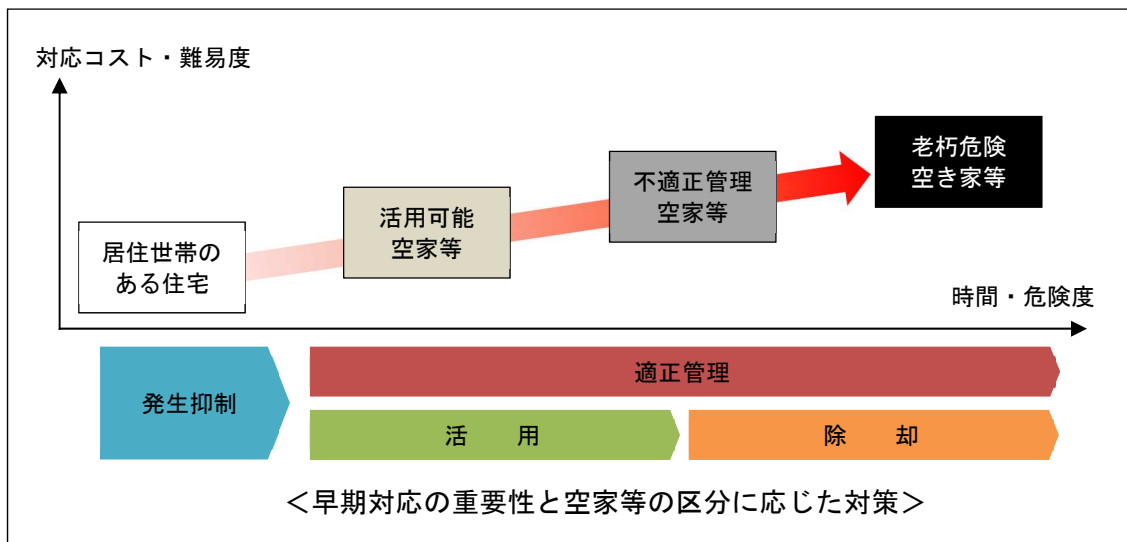 対応コスト・難易度
老朽危険
空き家等
不適正管理
空家等
活用可能
空家等
居住世帯の
ある住宅
時間・危険度
発生抑制
適正管理
活　　用
除　　却
＜早期対応の重要性と空家等の区分に応じた対策＞